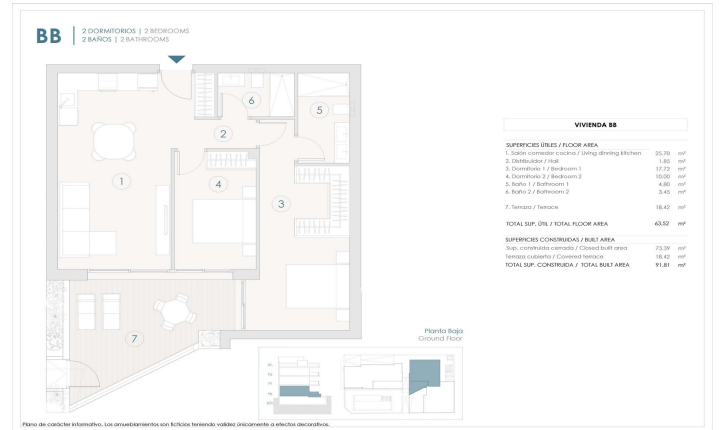 BB
2 DORMITORIOS | 2 BEDROOMS
2 BAÑOS | 2 BATHROOMS
6
5
2
1
4
3
7
VIVIENDA BB
SUPERFICIES ÚTILES / FLOOR AREA
1. Salón comedor cocina / Living dinning kitchen 25.70 m²
2. Distribuidor / Hall 1.85 m²
3. Dormitorio 1 / Bedroom 1 17.72 m²
4. Dormitorio 2 / Bedroom 2 10.00 m²
5. Baño 1 / Bathroom 1 4.80 m²
6. Baño 2 / Bathroom 2 3.45 m²
7. Terraza / Terrace 18.42 m²
TOTAL SUP. ÚTIL / TOTAL FLOOR AREA 63,52 m²
SUPERFICIES CONSTRUIDAS / BUILT AREA
Sup. construida cerrada / Closed built area 73.39 m²
Terraza cubierta / Covered terrace 18.42 m²
TOTAL SUP. CONSTRUIDA / TOTAL BUILT AREA 91.81 m²
Planta Baja
Ground Floor
Plano de carácter informativo. Los amueblamientos son ficticios teniendo validez únicamente a efectos decorativos.